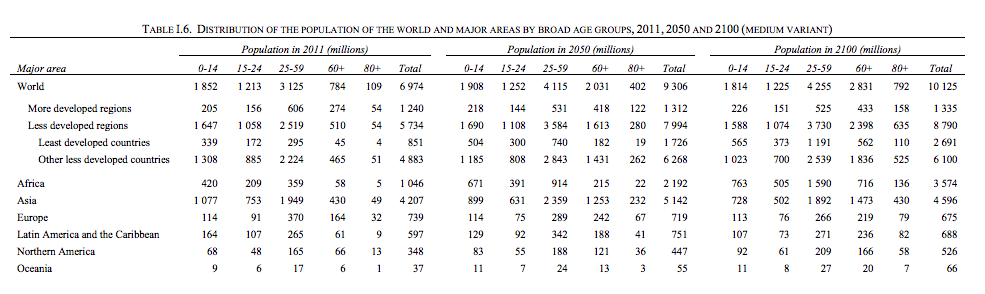 TABLE I.6. DISTRIBUTION OF THE POPULATION OF THE WORLD AND MAJOR AREAS BY BROAD AGE GROUPS, 2011, 2050 AND 2100 (MEDIUM VARIANT)
Population in 2011 (millions) Population in 2050 (millions) Population in 2100 (millions)
Major area 0-14 15-24 25-59 60+ 80+ Total 0-14 15-24 25-59 60+ 80+ Total 0-14 15-24 25-59 60+ 80+ Total
World 1 852 1 213 3 125 784 109 6 974 1 908 1 252 4 115 2 031 402 9 306 1 814 1 225 4 255 2 831 792 10 125
More developed regions 205 156 606 274 54 1 240 218 144 531 418 122 1 312 226 151 525 433 158 1 335
Less developed regions 1 647 1 058 2 519 510 54 5 734 1 690 1 108 3 584 1 613 280 7 994 1 588 1 074 3 730 2 398 635 8 790
Least developed countries 339 172 295 45 4 851 504 300 740 182 19 1 726 565 373 1 191 562 110 2 691
Other less developed countries 1 308 885 2 224 465 51 4 883 1 185 808 2 843 1 431 262 6 268 1 023 700 2 539 1 836 525 6 100
Africa 420 209 359 58 5 1 046 671 391 914 215 22 2 192 763 505 1 590 716 136 3 574
Asia 1 077 753 1 949 430 49 4 207 899 631 2 359 1 253 232 5 142 728 502 1 892 1 473 430 4 596
Europe 114 91 370 164 32 739 114 75 289 242 67 719 113 76 266 219 79 675
Latin America and the Caribbean 164 107 265 61 9 597 129 92 342 188 41 751 107 73 271 236 82 688
Northern America 68 48 165 66 13 348 83 55 188 121 36 447 92 61 209 166 58 526
Oceania 9 6 17 6 1 37 11 7 24 13 3 55 11 8 27 20 7 66